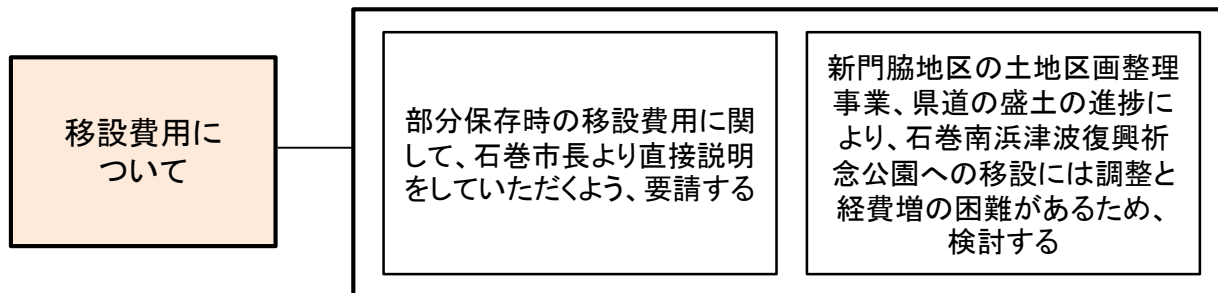 移設費用に
ついて
部分保存時の移設費用に関
して、石巻市長より直接説明
をしていただくよう、要請する
新門脇地区の土地区画整理
事業、県道の盛土の進捗に
より、石巻南浜津波復興祈
念公園への移設には調整と
経費増の困難があるため、
検討する